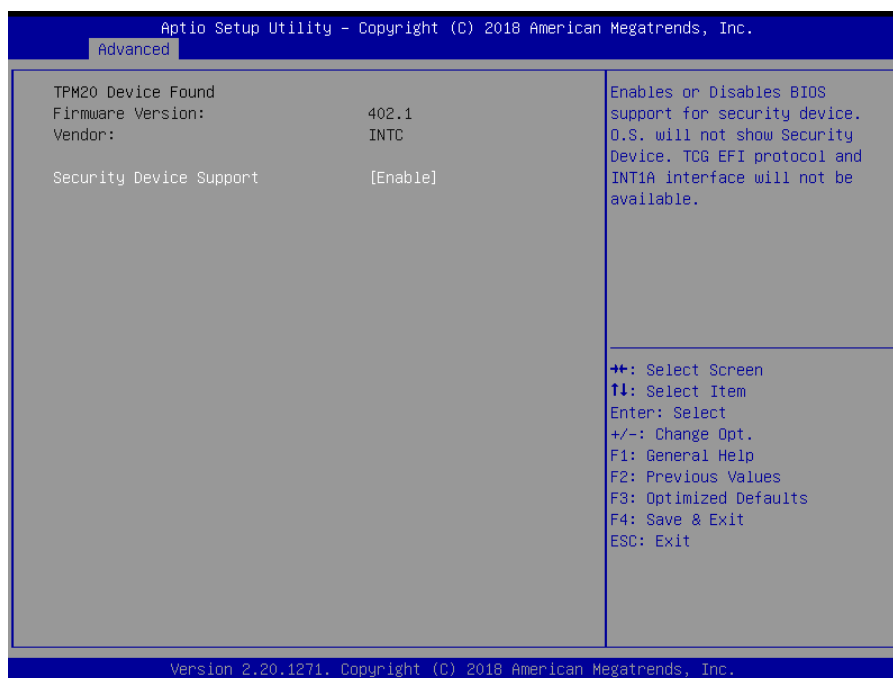 Aptio Setup Utility – Copyright (C) 2018 American Megatrends, Inc.
Advanced
TPM20 Device Found
Firmware Version: 402.1
Vendor: INTC
Security Device Support [Enable]
Enables or Disables BIOS
support for security device.
O.S. will not show Security
Device. TCG EFI protocol and
INT1A interface will not be
available.
→←: Select Screen
↑↓: Select Item
Enter: Select
+/-: Change Opt.
F1: General Help
F2: Previous Values
F3: Optimized Defaults
F4: Save & Exit
ESC: Exit
Version 2.20.1271. Copyright (C) 2018 American Megatrends, Inc.